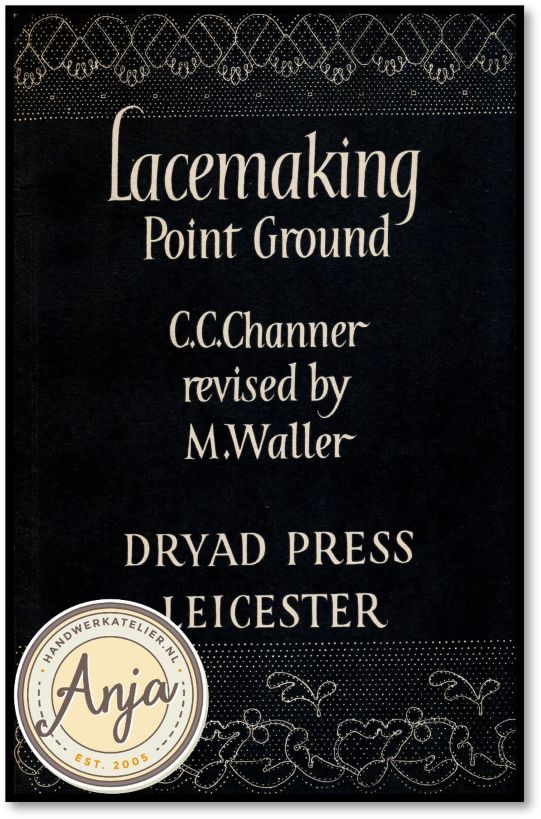 Lacemaking
Point Ground
C.C.Channer
revised by
M.Waller
DRYAD PRESS
LEICESTER
HANDWERKATELIER.NL
Anja
EST. 2005